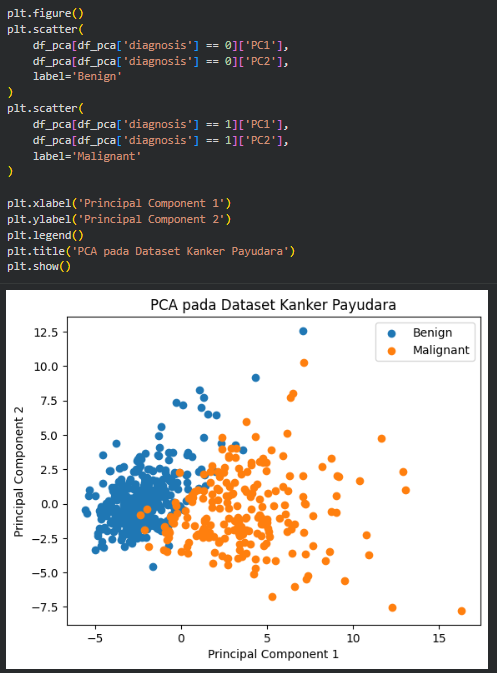 plt.figure()
plt.scatter(
    df_pca[df_pca['diagnosis'] == 0]['PC1'],
    df_pca[df_pca['diagnosis'] == 0]['PC2'],
    label='Benign'
)
plt.scatter(
    df_pca[df_pca['diagnosis'] == 1]['PC1'],
    df_pca[df_pca['diagnosis'] == 1]['PC2'],
    label='Malignant'
)
plt.xlabel('Principal Component 1')
plt.ylabel('Principal Component 2')
plt.legend()
plt.title('PCA pada Dataset Kanker Payudara')
plt.show()
PCA pada Dataset Kanker Payudara
Benign
Malignant
Principal Component 2
12.5
10.0
7.5
5.0
2.5
0.0
−2.5
−5.0
−7.5
−5 0 5 10 15
Principal Component 1